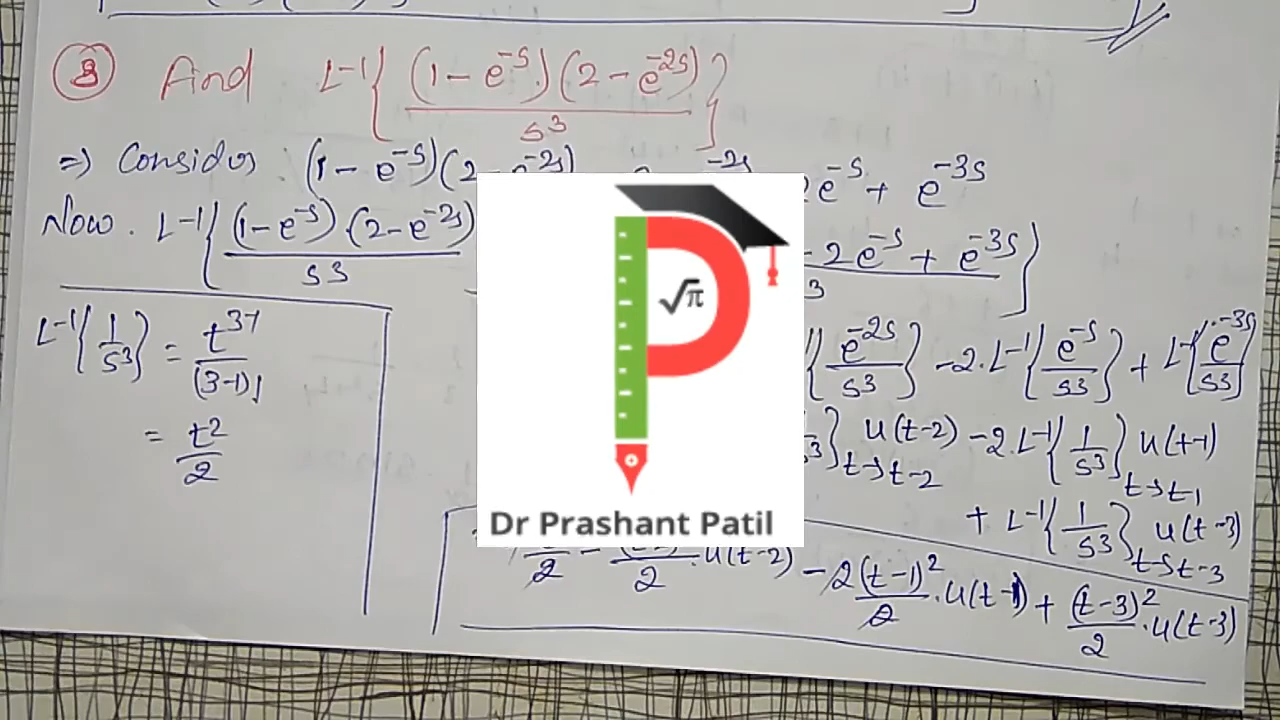 8 Find L⁻¹{ (1 - e^-s)(2 - e^-2s) / s³ }
⇒ Consider (1 - e^-s)(2 - e^-2s) 2e^-s + e^-3s
Now. L⁻¹{ (1 - e^-s)·(2 - e^-2s) / s3 - 2e^-s + e^-3s / 3 }
L⁻¹{ 1/s³ } = t^3-1 / (3-1)!
= t² / 2
{ e^-2s / s³ } - 2·L⁻¹{ e^-s / s³ } + L⁻¹{ e^-3s / s³ }
} t→t-2 u(t-2) - 2·L⁻¹{ 1/s³ } t→t-1 u(t-1)
+ L⁻¹{ 1/s³ } t→t-3 u(t-3)
/ 2 - / 2 · u(t-2) - 2(t-1)² / 2 · u(t-1) + (t-3)² / 2 · u(t-3)
√π
Dr Prashant Patil